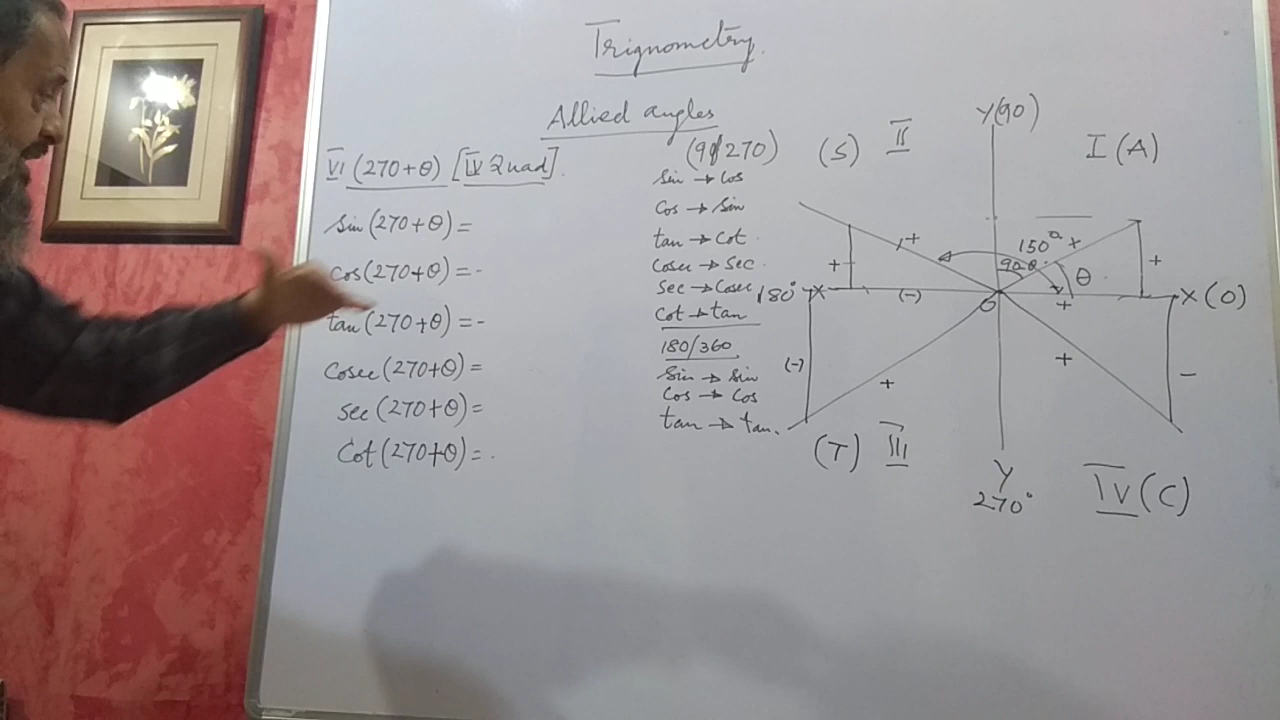 Trignometry.
Allied angles
VI (270+θ) [IV Quad].
Sin (270+θ) =
Cos (270+θ) = -
tan (270+θ) = -
Cosec (270+θ) =
Sec (270+θ) =
Cot (270+θ) = .
(90/270)
Sin → Cos
Cos → Sin
tan → Cot
Cosec → Sec
Sec → Cosec
Cot → tan
180/360
Sin → Sin
Cos → Cos
tan → tan.
Y(90)
(S) II
I (A)
+ 150° +
+ 90 θ θ +
180° X (-) O + X (0)
(-) + + -
(T) III
Y
270°
IV (C)